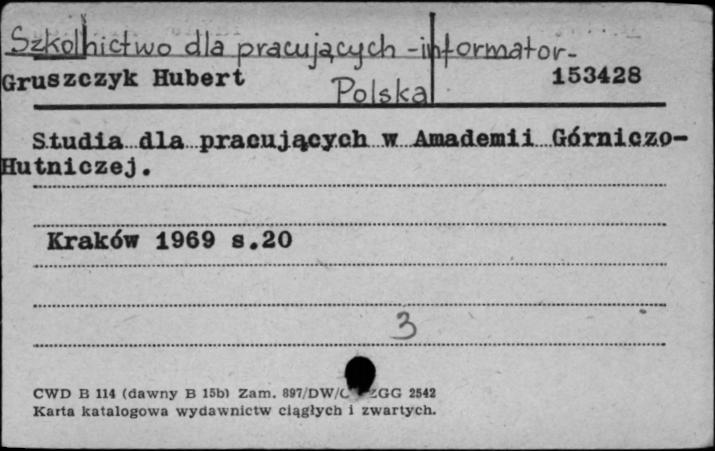 Szkolnictwo dla pracujących - informator -
Polska
Gruszczyk Hubert 153428
Studia dla pracujących w Amademii Górniczo-
Hutniczej.
Kraków 1969 s.20
3
CWD B 114 (dawny B 15b) Zam. 897/DW/C ZGG 2542
Karta katalogowa wydawnictw ciągłych i zwartych.